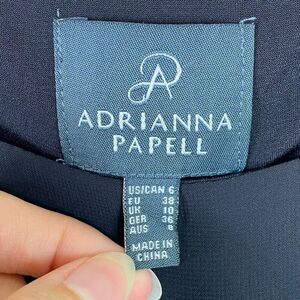 AP
ADRIANNA
PAPELL
US/CAN 6
EU 38
UK 10
GER 36
AUS 8
MADE IN
CHINA